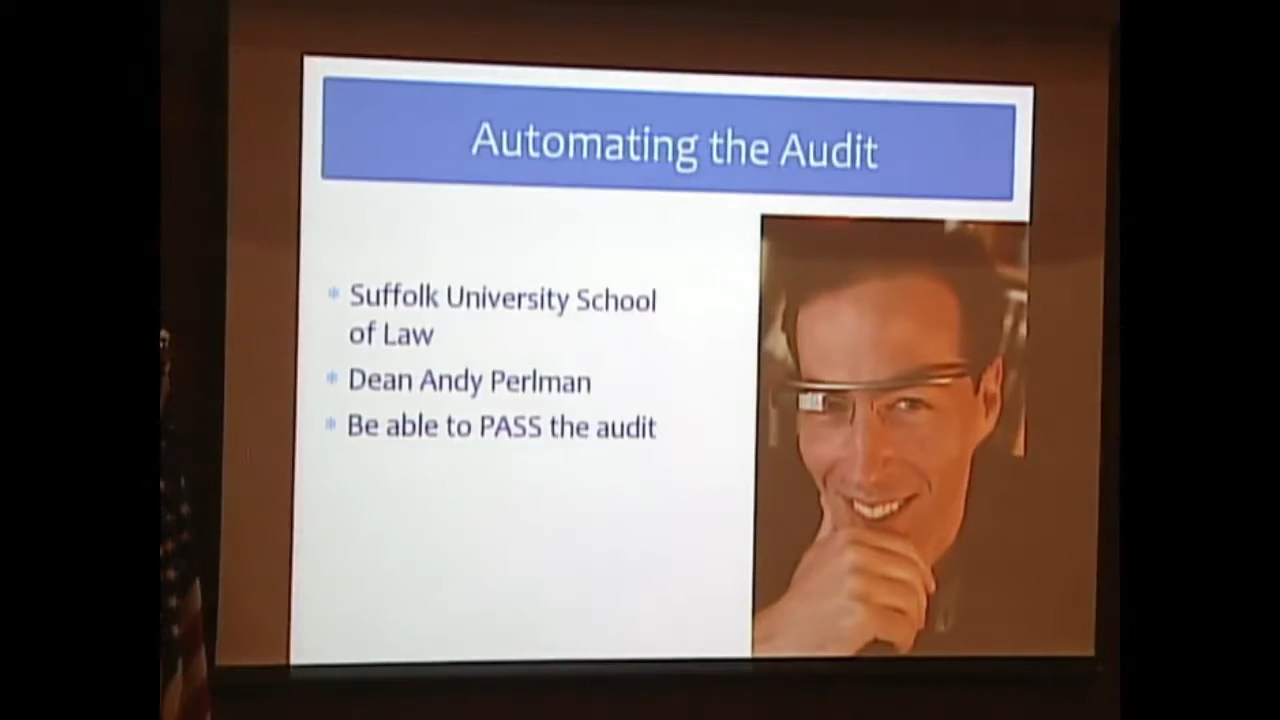 Automating the Audit
* Suffolk University School
of Law
* Dean Andy Perlman
* Be able to PASS the audit